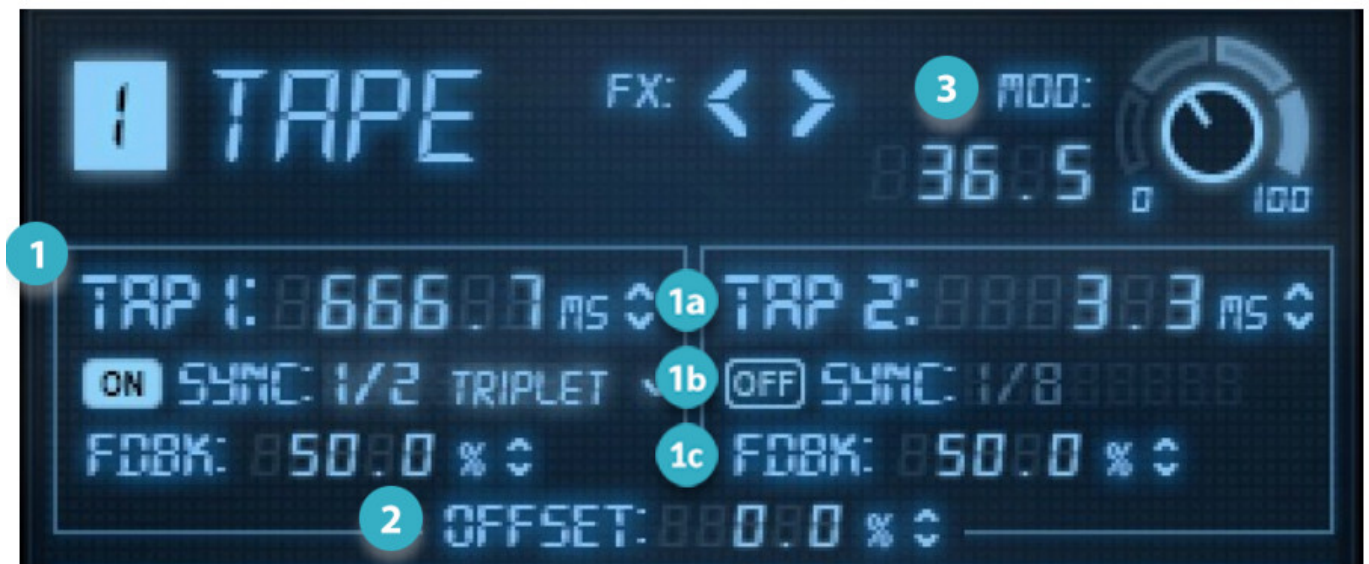 1 TAPE FX: < > 3 MOD:
36.5 0 100
1
TAP 1: 666.7 ms 1a TAP 2: 3.3 ms
ON SYNC: 1/2 TRIPLET 1b OFF SYNC: 1/8
FDBK: 50.0 % 1c FDBK: 50.0 %
2 OFFSET: 0.0 %